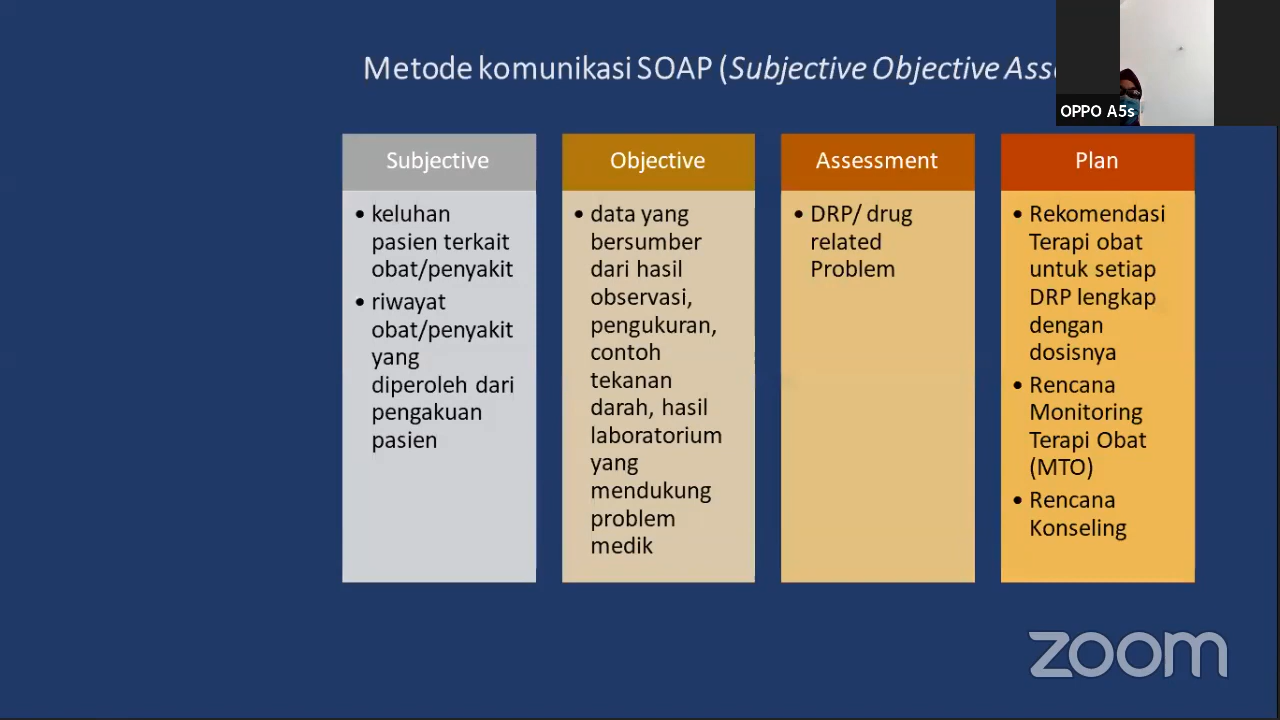 Metode komunikasi SOAP (Subjective Objective Ass
OPPO A5s
Subjective
• keluhan
pasien terkait
obat/penyakit
• riwayat
obat/penyakit
yang
diperoleh dari
pengakuan
pasien
Objective
• data yang
bersumber
dari hasil
observasi,
pengukuran,
contoh
tekanan
darah, hasil
laboratorium
yang
mendukung
problem
medik
Assessment
• DRP/ drug
related
Problem
Plan
• Rekomendasi
Terapi obat
untuk setiap
DRP lengkap
dengan
dosisnya
• Rencana
Monitoring
Terapi Obat
(MTO)
• Rencana
Konseling
zoom